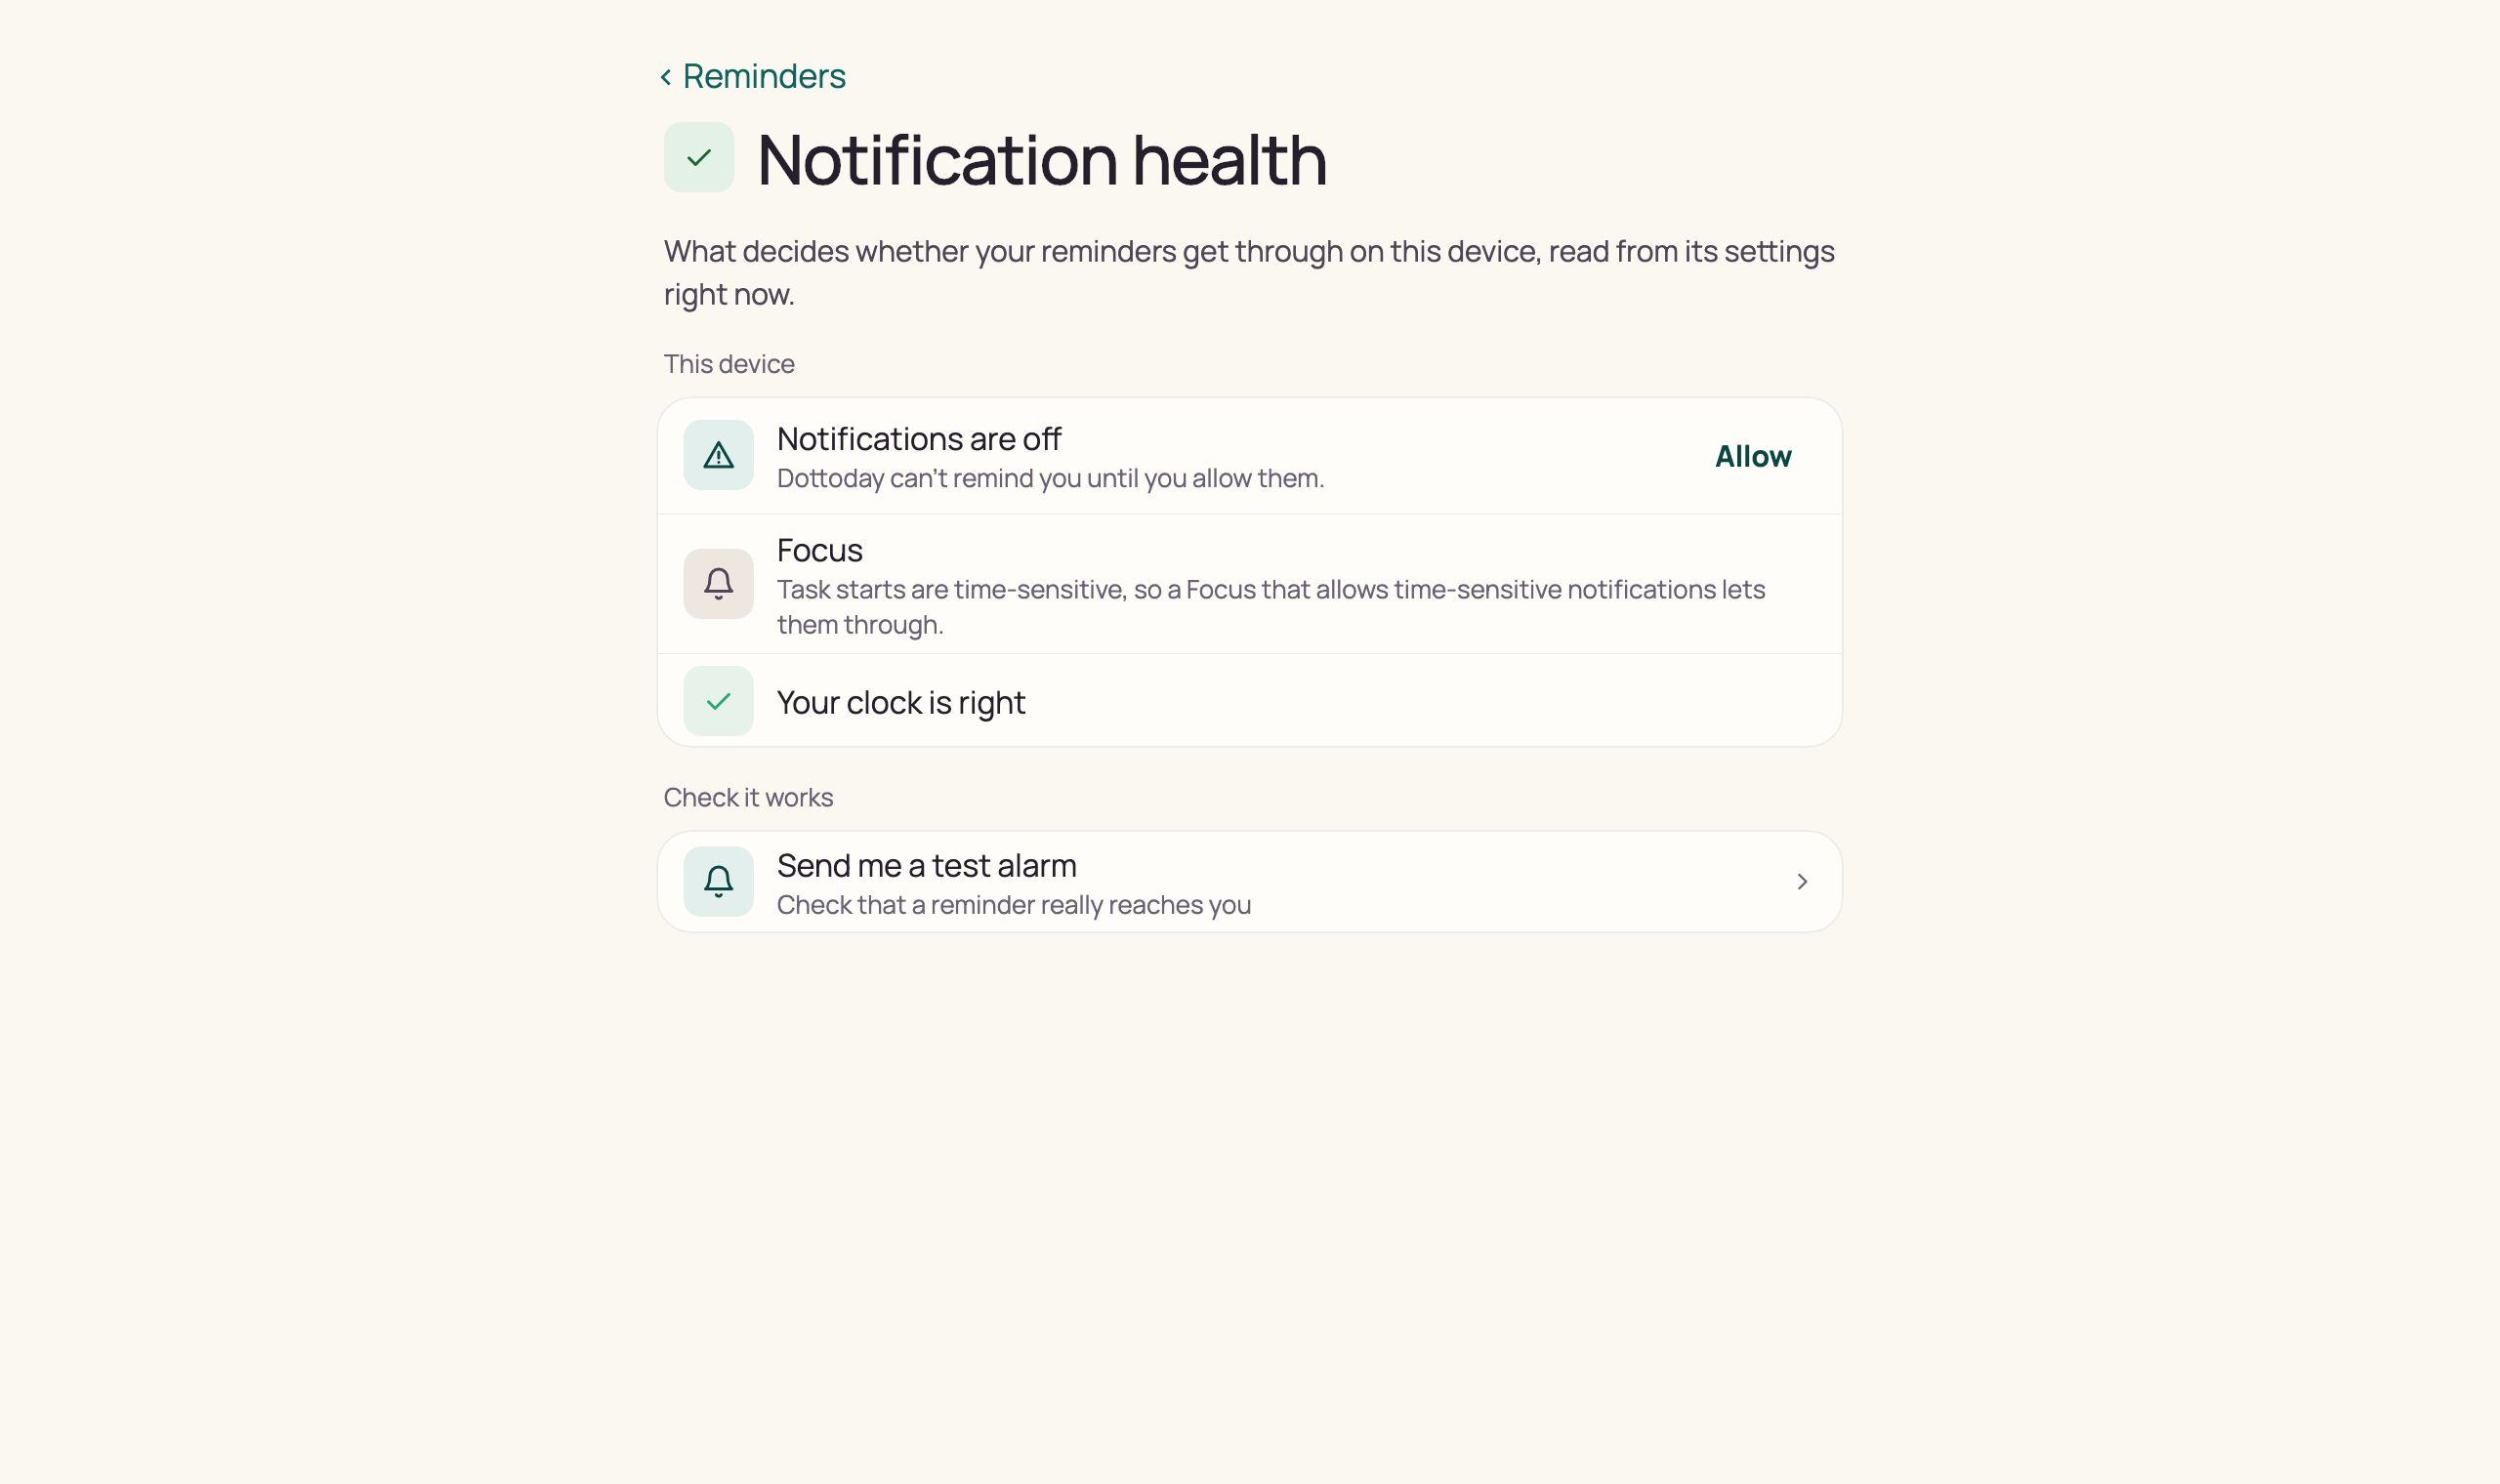 Reminders
Notification health
What decides whether your reminders get through on this device, read from its settings
right now.
This device
Notifications are off
Dottoday can’t remind you until you allow them.
Allow
Focus
Task starts are time-sensitive, so a Focus that allows time-sensitive notifications lets
them through.
Your clock is right
Check it works
Send me a test alarm
Check that a reminder really reaches you